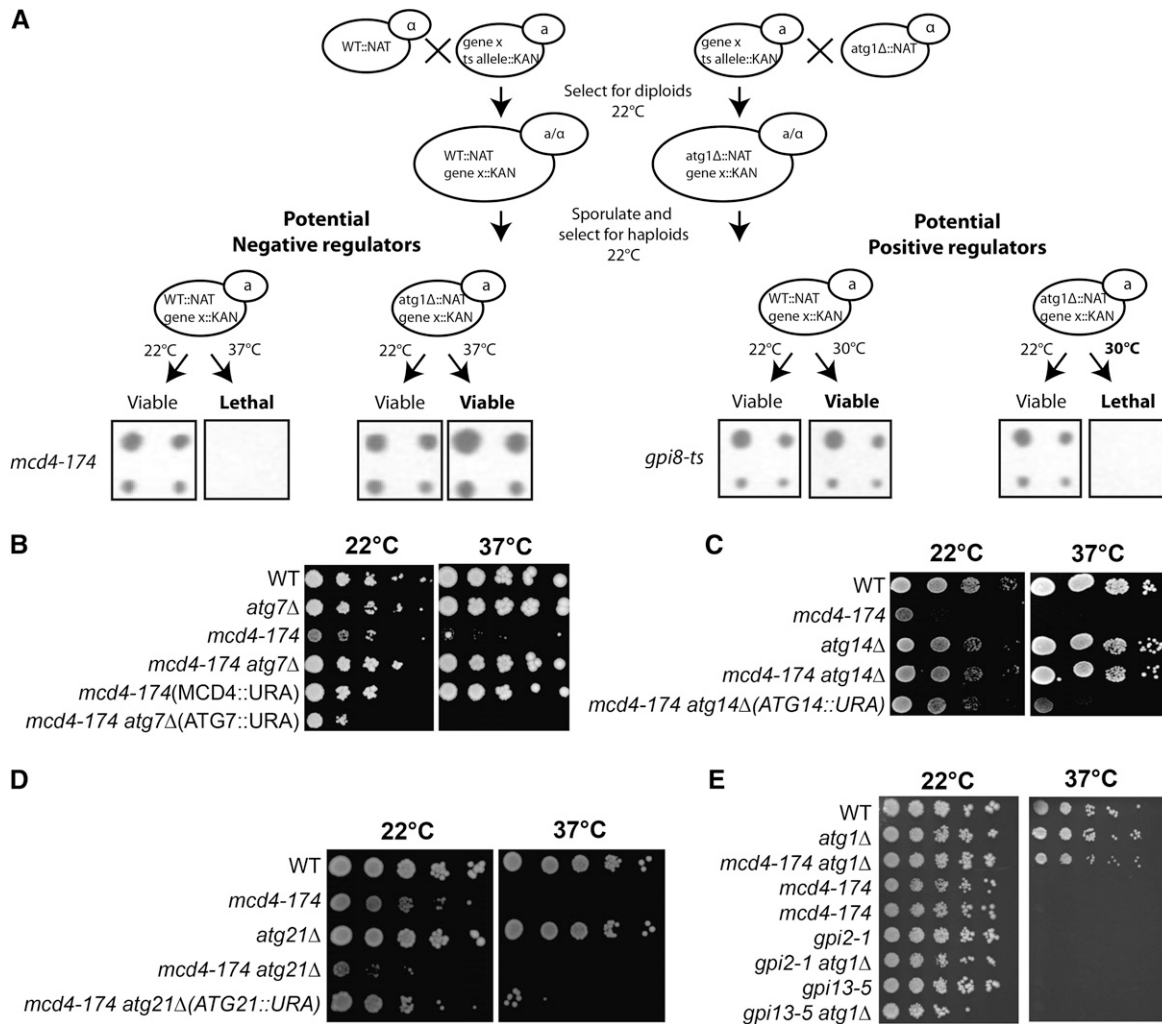 A
α
WT::NAT
gene x
ts allele::KAN
a
gene x
ts allele::KAN
a
atg1Δ::NAT
α
Select for diploids
22°C
WT::NAT
gene x::KAN
a/α
atg1Δ::NAT
gene x::KAN
a/α
Potential
Negative regulators
Sporulate and
select for haploids
22°C
Potential
Positive regulators
WT::NAT
gene x::KAN
a
atg1Δ::NAT
gene x::KAN
a
WT::NAT
gene x::KAN
a
atg1Δ::NAT
gene x::KAN
a
22°C 37°C 22°C 37°C 22°C 30°C 22°C 30°C
Viable Lethal Viable Viable Viable Viable Viable Lethal
mcd4-174
gpi8-ts
B
22°C 37°C
WT
atg7Δ
mcd4-174
mcd4-174 atg7Δ
mcd4-174(MCD4::URA)
mcd4-174 atg7Δ(ATG7::URA)
C
22°C 37°C
WT
mcd4-174
atg14Δ
mcd4-174 atg14Δ
mcd4-174 atg14Δ(ATG14::URA)
D
22°C 37°C
WT
mcd4-174
atg21Δ
mcd4-174 atg21Δ
mcd4-174 atg21Δ(ATG21::URA)
E
22°C 37°C
WT
atg1Δ
mcd4-174 atg1Δ
mcd4-174
mcd4-174
gpi2-1
gpi2-1 atg1Δ
gpi13-5
gpi13-5 atg1Δ